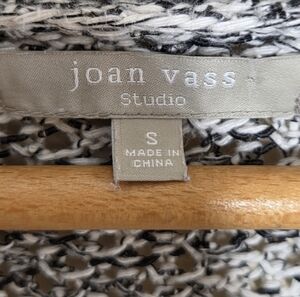 joan vass
Studio
S
MADE IN
CHINA